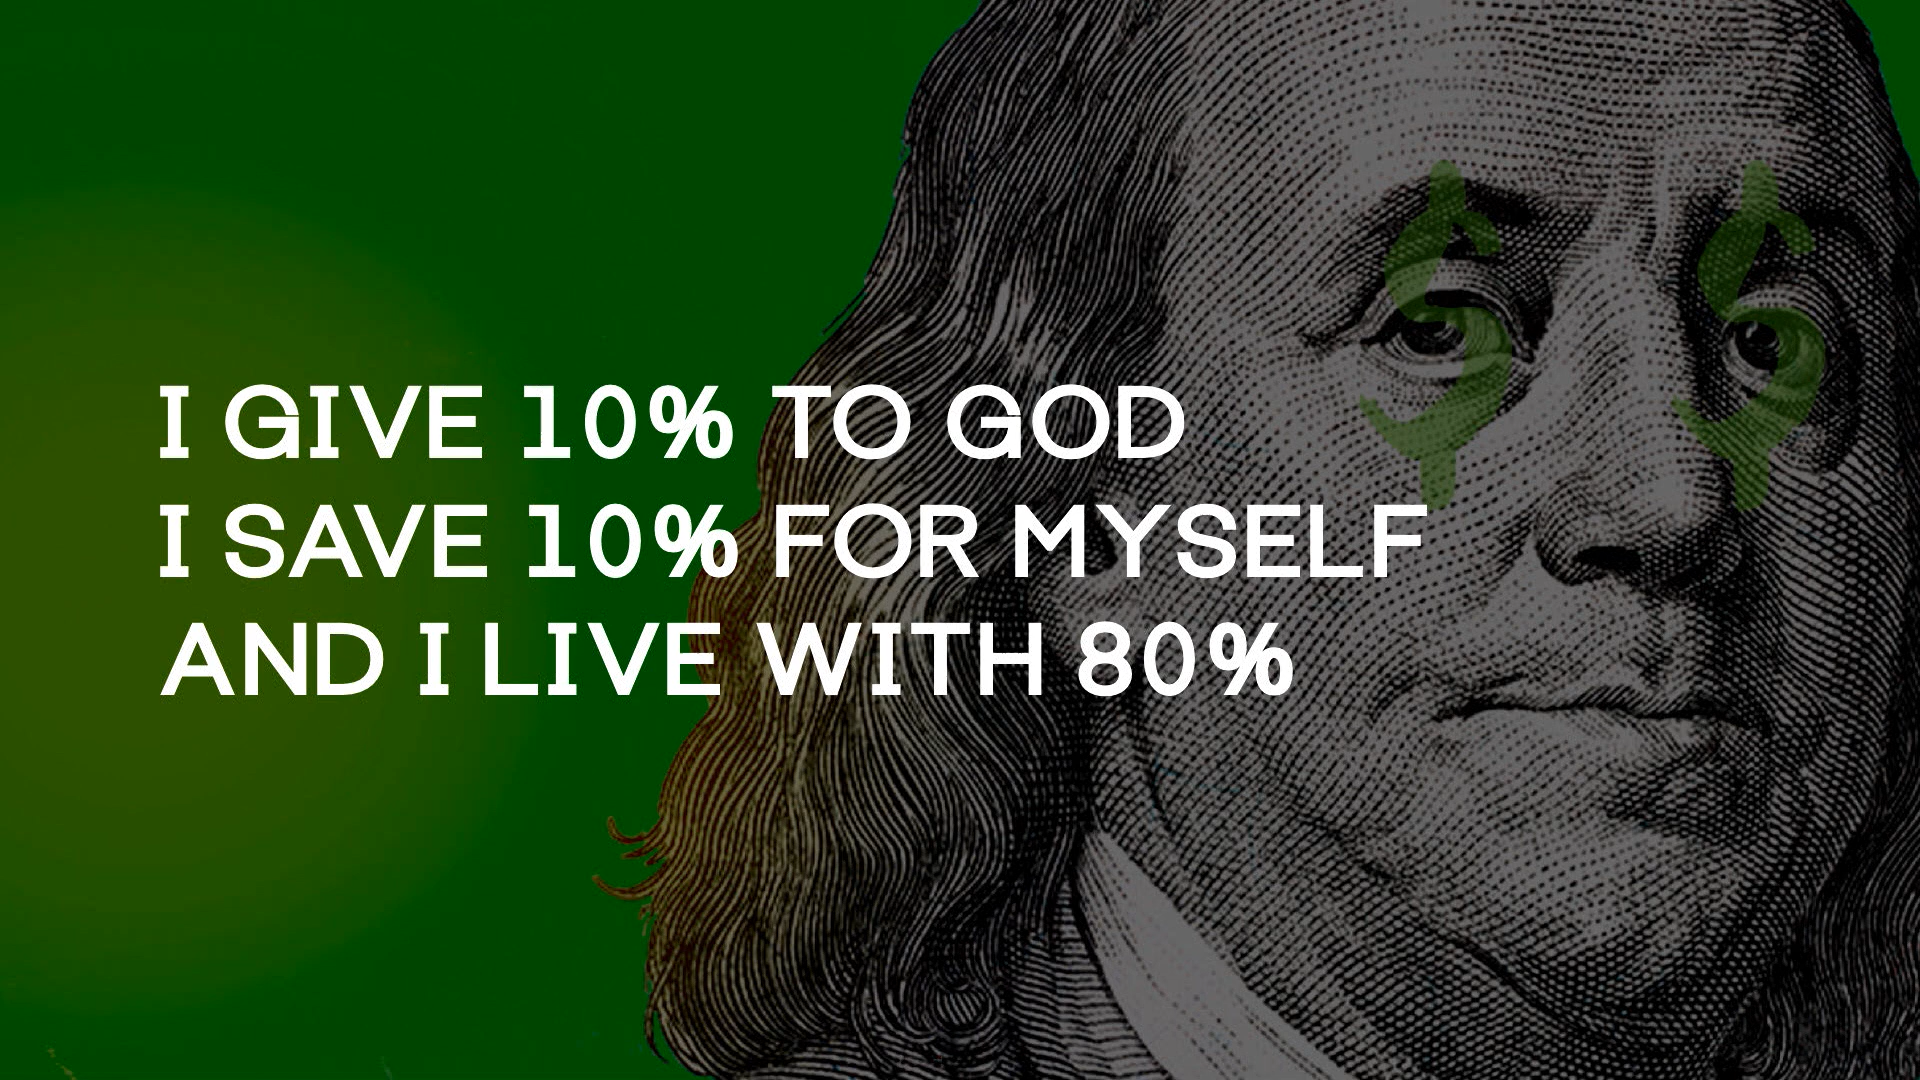 I GIVE 10% TO GOD
I SAVE 10% FOR MYSELF
AND I LIVE WITH 80%